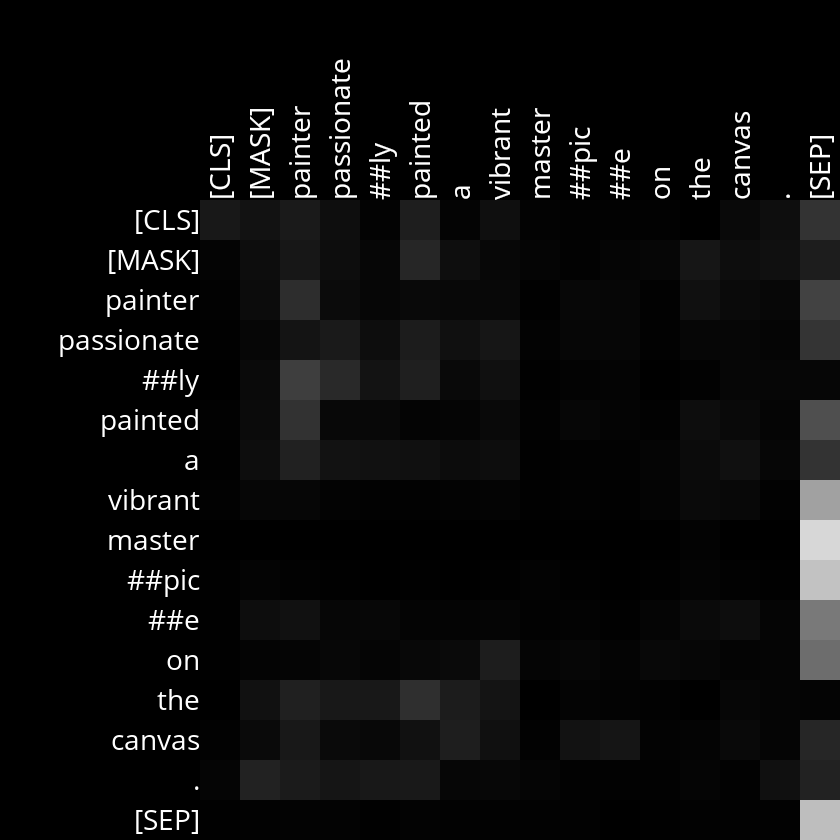 [CLS]
[MASK]
painter
passionate
##ly
painted
a
vibrant
master
##pic
##e
on
the
canvas
.
[SEP]
[CLS]
[MASK]
painter
passionate
##ly
painted
a
vibrant
master
##pic
##e
on
the
canvas
.
[SEP]